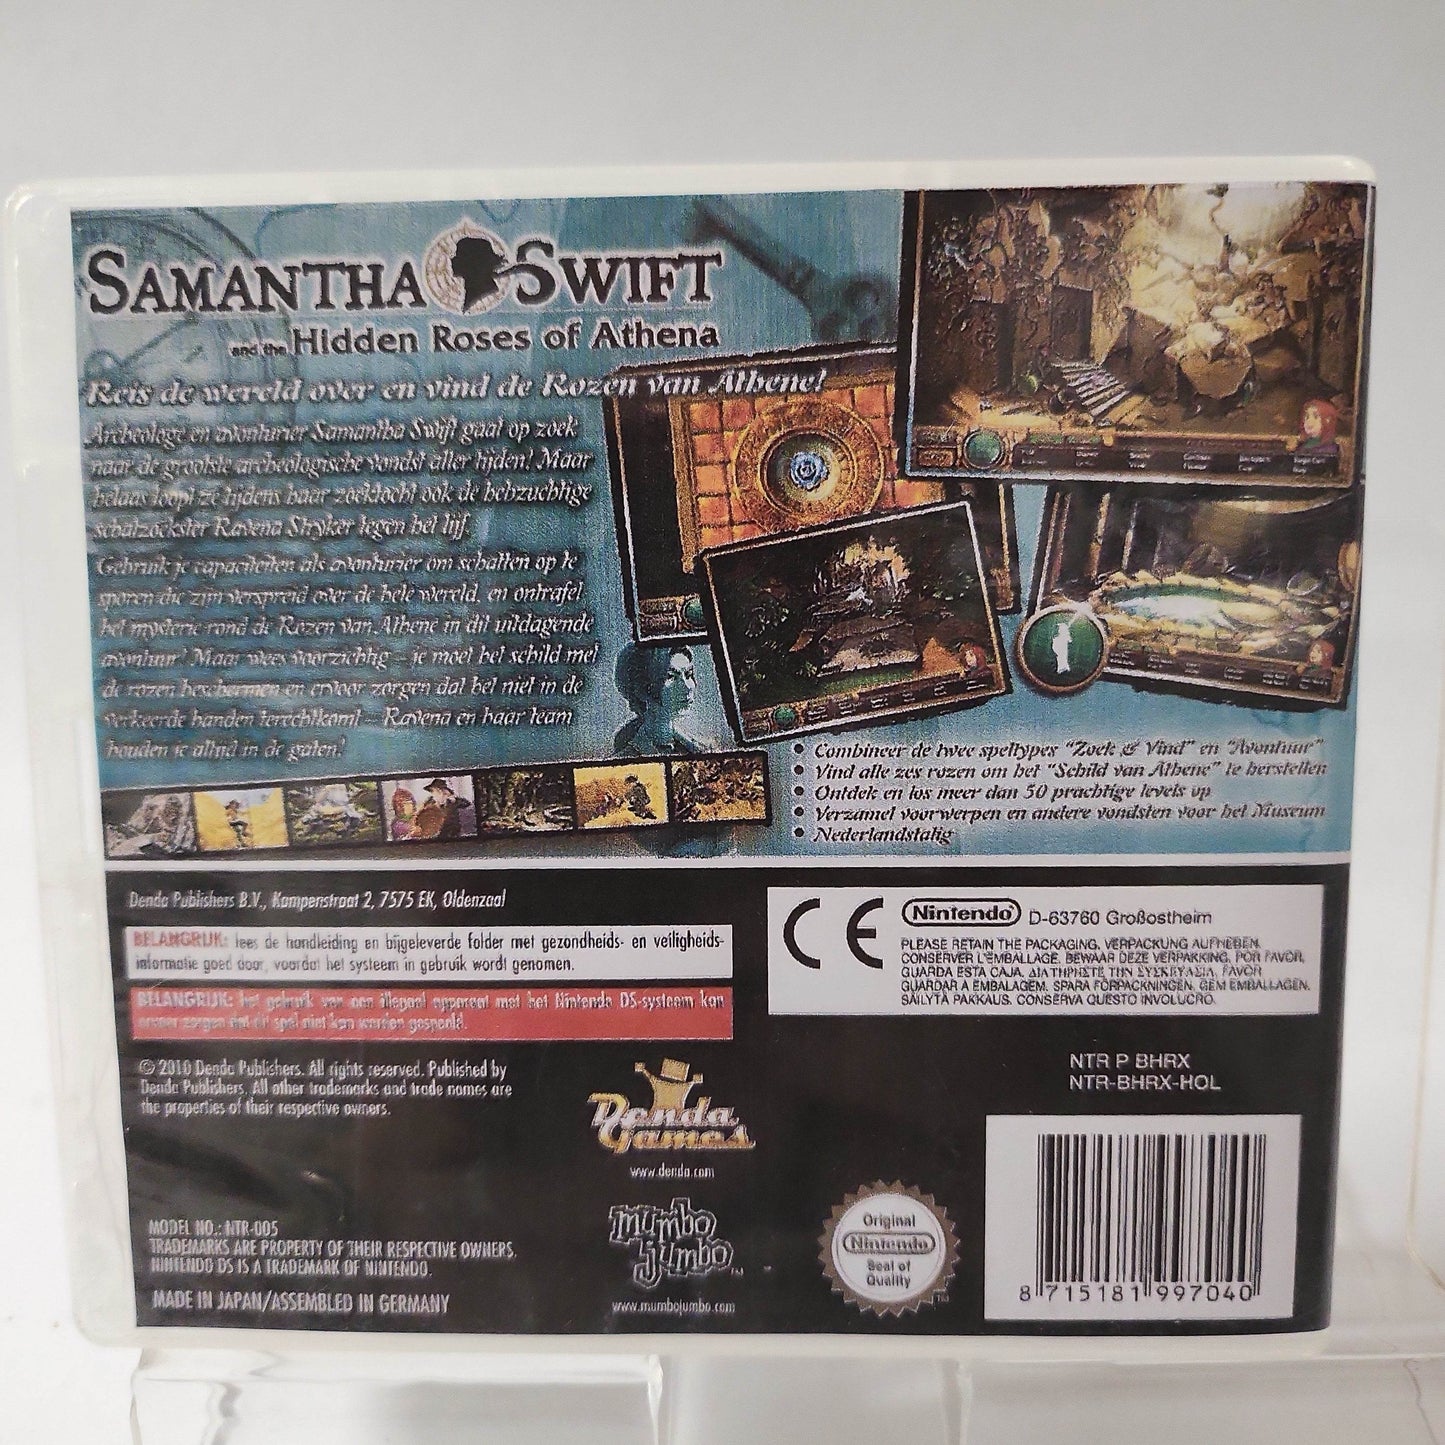 SAMANTHA SWIFT
and the Hidden Roses of Athena
Reis de wereld over en vind de Rozen van Athene!
Archeologe en avonturier Samantha Swift gaat op zoek
naar de grootste archeologische vondst aller tijden! Maar
helaas loopt ze tijdens haar zoektocht ook de hebzuchtige
schatzoekster Ravena Stryker tegen het lijf.
Gebruik je capaciteiten als avonturier om schatten op te
sporen die zijn verspreid over de hele wereld, en ontrafel
het mysterie rond de Rozen van Athene in dit uitdagende
avontuur! Maar wees voorzichtig – je moet het schild met
de rozen beschermen en ervoor zorgen dat het niet in de
verkeerde handen terechtkomt – Ravena en haar team
houden je altijd in de gaten!
• Combineer de twee speltypes "Zoek & Vind" en "Avontuur"
• Vind alle zes rozen om het "Schild van Athene" te herstellen
• Ontdek en los meer dan 50 prachtige levels op
• Verzamel voorwerpen en andere vondsten voor het Museum
• Nederlandstalig
Denda Publishers B.V., Kampenstraat 2, 7575 EK, Oldenzaal
BELANGRIJK: lees de handleiding en bijgeleverde folder met gezondheids- en veiligheids-
informatie goed door, voordat het systeem in gebruik wordt genomen.
BELANGRIJK: het gebruik van een illegaal apparaat met het Nintendo DS-systeem kan
ervoor zorgen dat dit spel niet kan worden gespeeld.
© 2010 Denda Publishers. All rights reserved. Published by
Denda Publishers. All other trademarks and trade names are
the properties of their respective owners.
Denda
Games
www.denda.com
mumbo
jumbo™
www.mumbojumbo.com
MODEL NO.: NTR-005
TRADEMARKS ARE PROPERTY OF THEIR RESPECTIVE OWNERS.
NINTENDO DS IS A TRADEMARK OF NINTENDO.
MADE IN JAPAN/ASSEMBLED IN GERMANY
CE
Nintendo D-63760 Großostheim
PLEASE RETAIN THE PACKAGING. VERPACKUNG AUFHEBEN.
CONSERVER L'EMBALLAGE. BEWAAR DEZE VERPAKKING. POR FAVOR,
GUARDA ESTA CAJA. ΔΙΑΤΗΡΗΣΤΕ ΤΗΝ ΣΥΣΚΕΥΑΣΙΑ. FAVOR
GUARDAR A EMBALAGEM. SPARA FÖRPACKNINGEN. GEM EMBALLAGEN.
SÄILYTÄ PAKKAUS. CONSERVA QUESTO INVOLUCRO.
NTR P BHRX
NTR-BHRX-HOL
Original
Nintendo
Seal of
Quality
TM
8 715181 997040